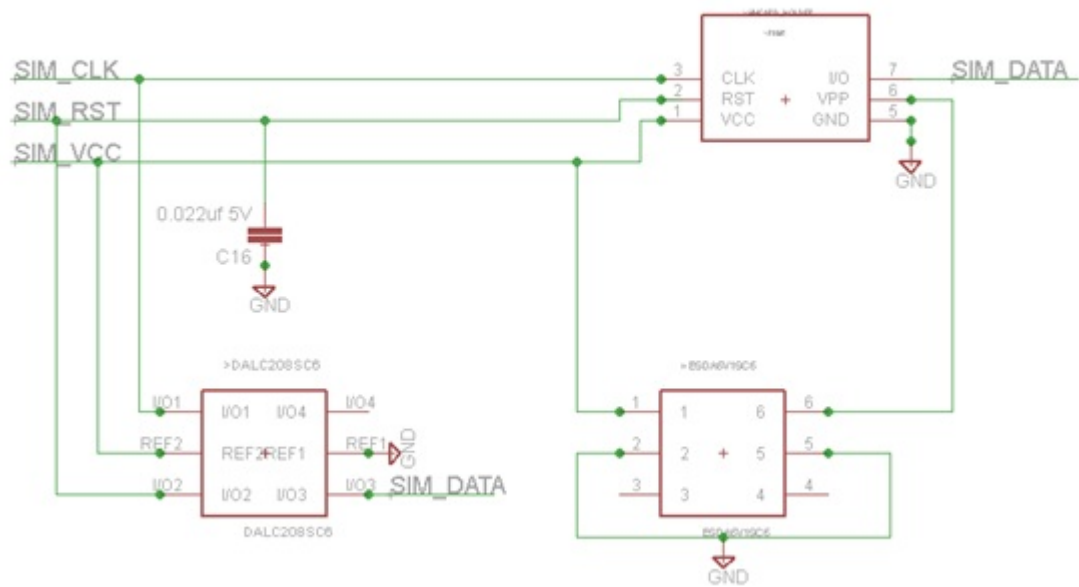 SIM_CLK
SIM_RST
SIM_VCC
3 CLK I/O 7
2 RST VPP 6
1 VCC GND 5
SIM_DATA
GND
0.022uf 5V
C16
GND
>DALC208SC6
I/O1 I/O1 I/O4 I/O4
REF2 REF2 REF1 REF1
GND
I/O2 I/O2 I/O3 I/O3
SIM_DATA
DALC208SC6
>ESDA6V1SC6
1 1 6 6
2 2 5 5
3 3 4 4
ESDA6V1SC6
GND